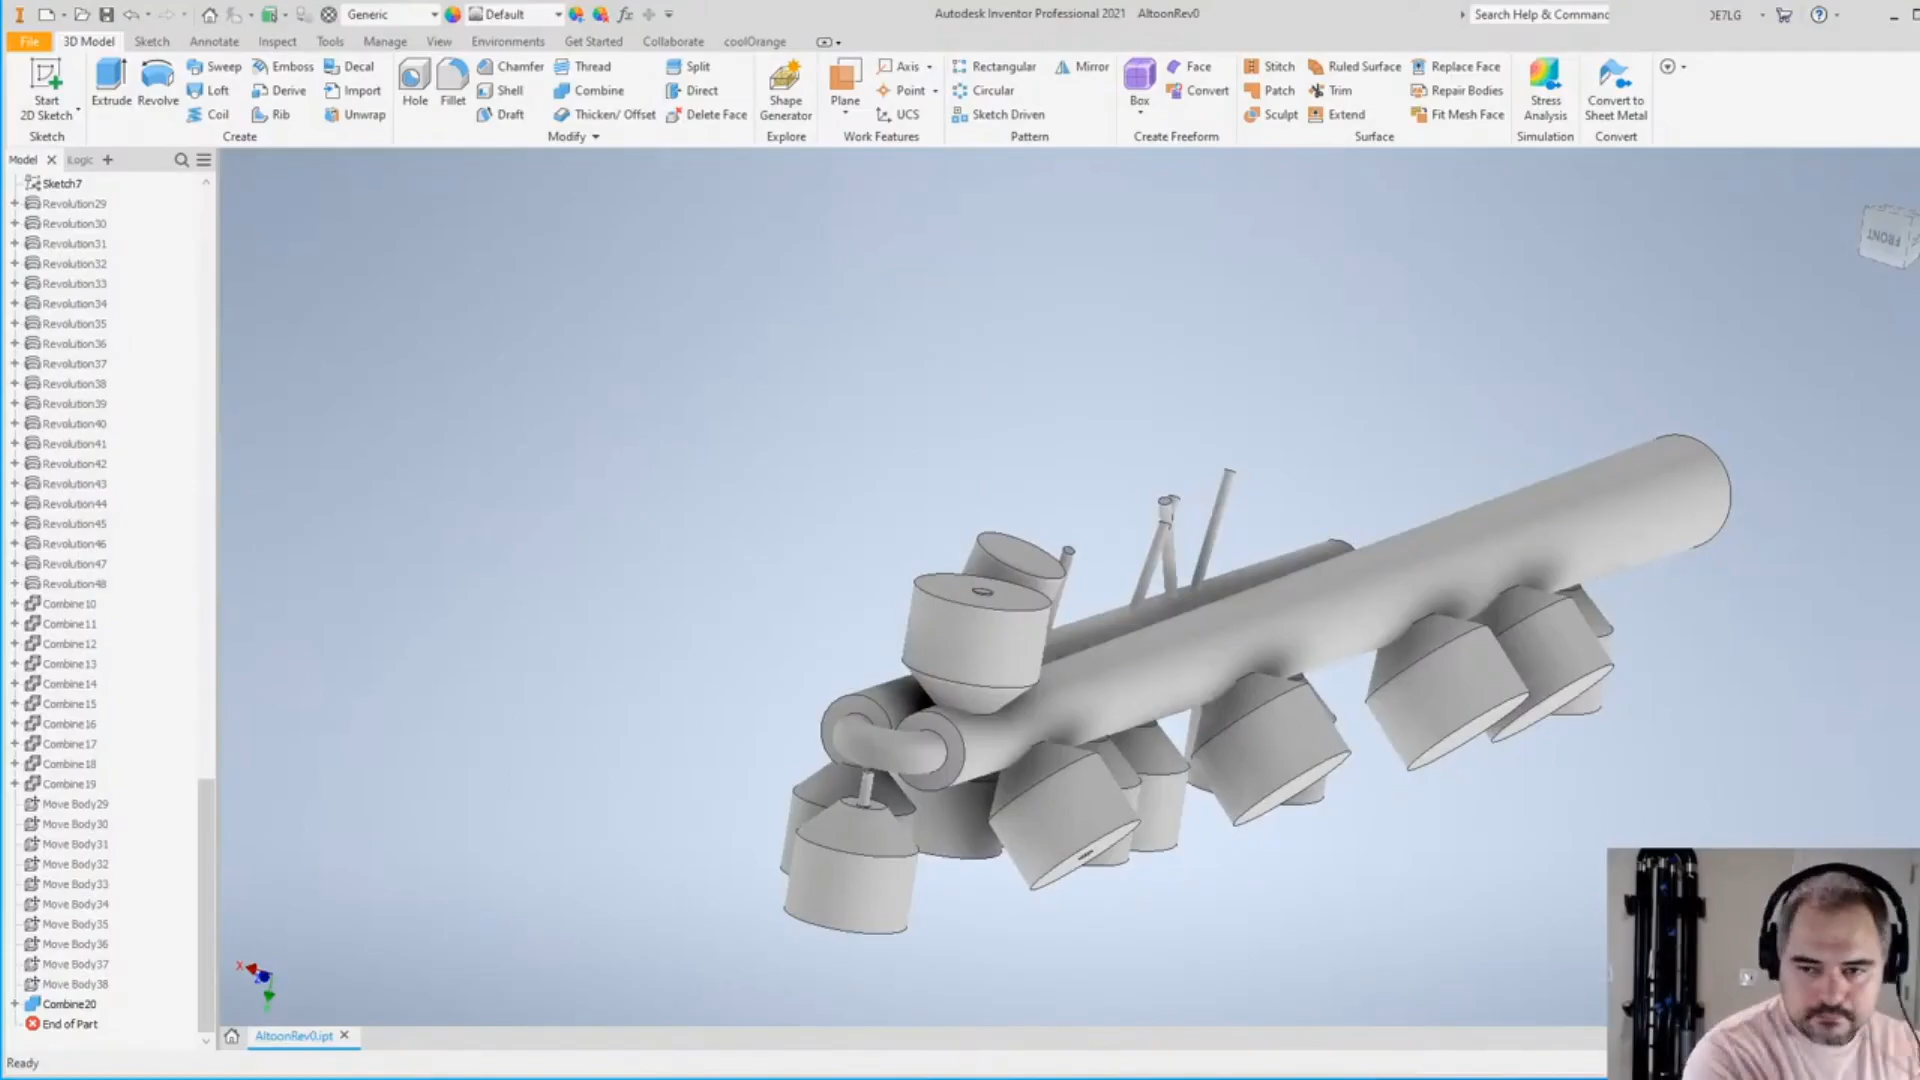 Generic
Default
Autodesk Inventor Professional 2021 AltoonRev0
Search Help & Command
File 3D Model Sketch Annotate Inspect Tools Manage View Environments Get Started Collaborate coolOrange
Start 2D Sketch
Extrude Revolve
Sweep Emboss Decal
Loft Derive Import
Coil Rib Unwrap
Hole Fillet
Chamfer Thread Split
Shell Combine Direct
Draft Thicken/ Offset Delete Face
Shape Generator
Plane
Axis
Point
UCS
Rectangular Mirror
Circular
Sketch Driven
Box
Face
Convert
Stitch Ruled Surface Replace Face
Patch Trim Repair Bodies
Sculpt Extend Fit Mesh Face
Stress Analysis
Convert to Sheet Metal
Sketch Create Modify Explore Work Features Pattern Create Freeform Surface Simulation Convert
Model iLogic
Sketch7
Revolution29
Revolution30
Revolution31
Revolution32
Revolution33
Revolution34
Revolution35
Revolution36
Revolution37
Revolution38
Revolution39
Revolution40
Revolution41
Revolution42
Revolution43
Revolution44
Revolution45
Revolution46
Revolution47
Revolution48
Combine10
Combine11
Combine12
Combine13
Combine14
Combine15
Combine16
Combine17
Combine18
Combine19
Move Body29
Move Body30
Move Body31
Move Body32
Move Body33
Move Body34
Move Body35
Move Body36
Move Body37
Move Body38
Combine20
End of Part
FRONT
X
AltoonRev0.ipt
Ready